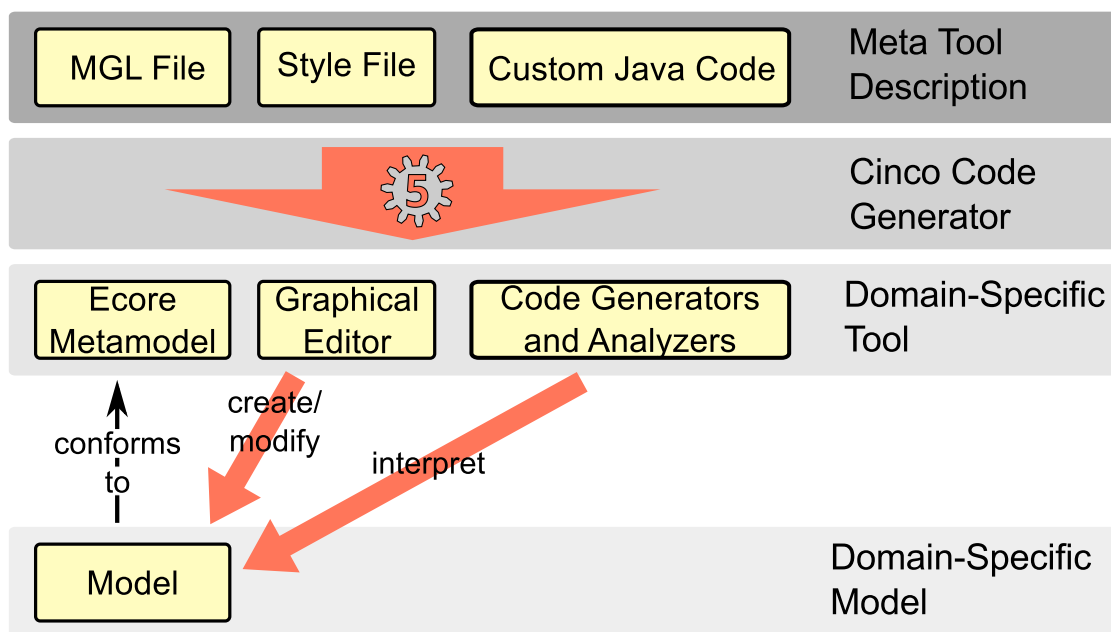 MGL File
Style File
Custom Java Code
Meta Tool
Description
5
Cinco Code
Generator
Ecore
Metamodel
Graphical
Editor
Code Generators
and Analyzers
Domain-Specific
Tool
create/
modify
conforms
to
interpret
Model
Domain-Specific
Model